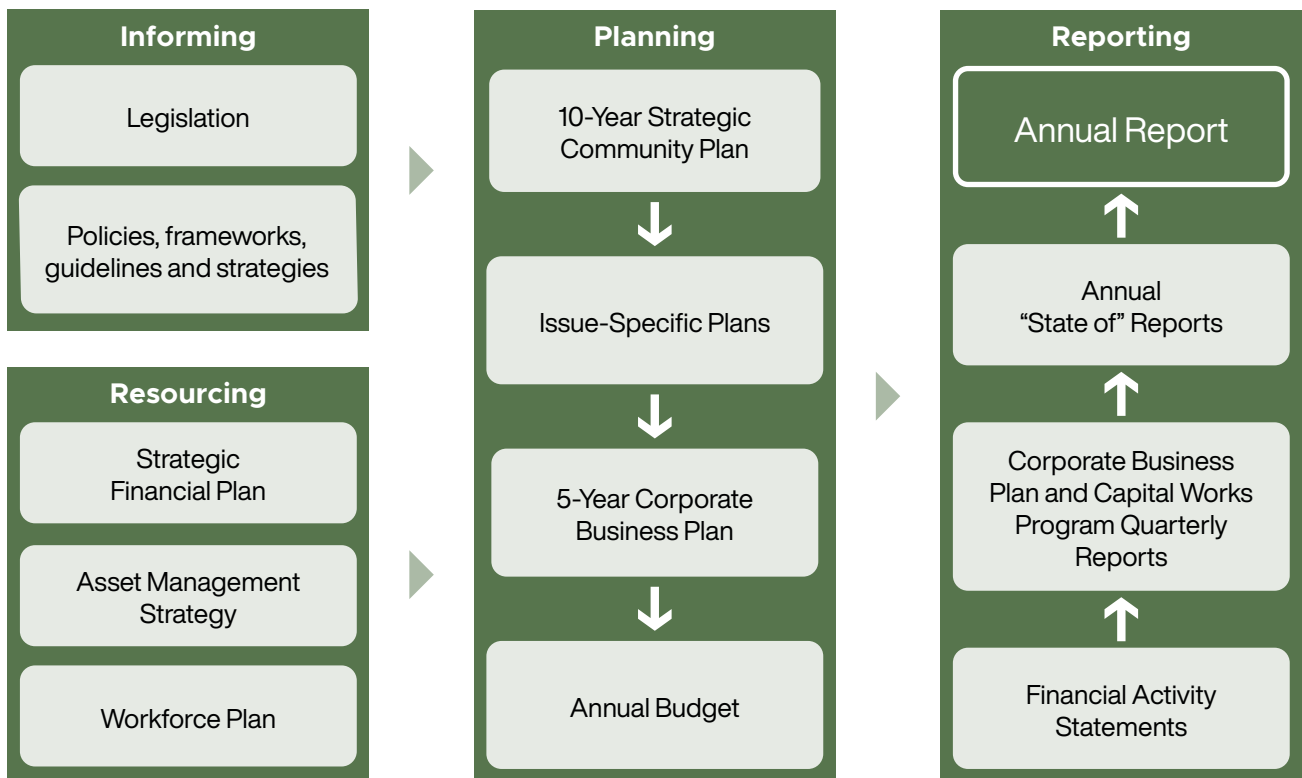 Informing
Legislation
Policies, frameworks,
guidelines and strategies
Resourcing
Strategic
Financial Plan
Asset Management
Strategy
Workforce Plan
Planning
10-Year Strategic
Community Plan
Issue-Specific Plans
5-Year Corporate
Business Plan
Annual Budget
Reporting
Annual Report
Annual
“State of” Reports
Corporate Business
Plan and Capital Works
Program Quarterly
Reports
Financial Activity
Statements